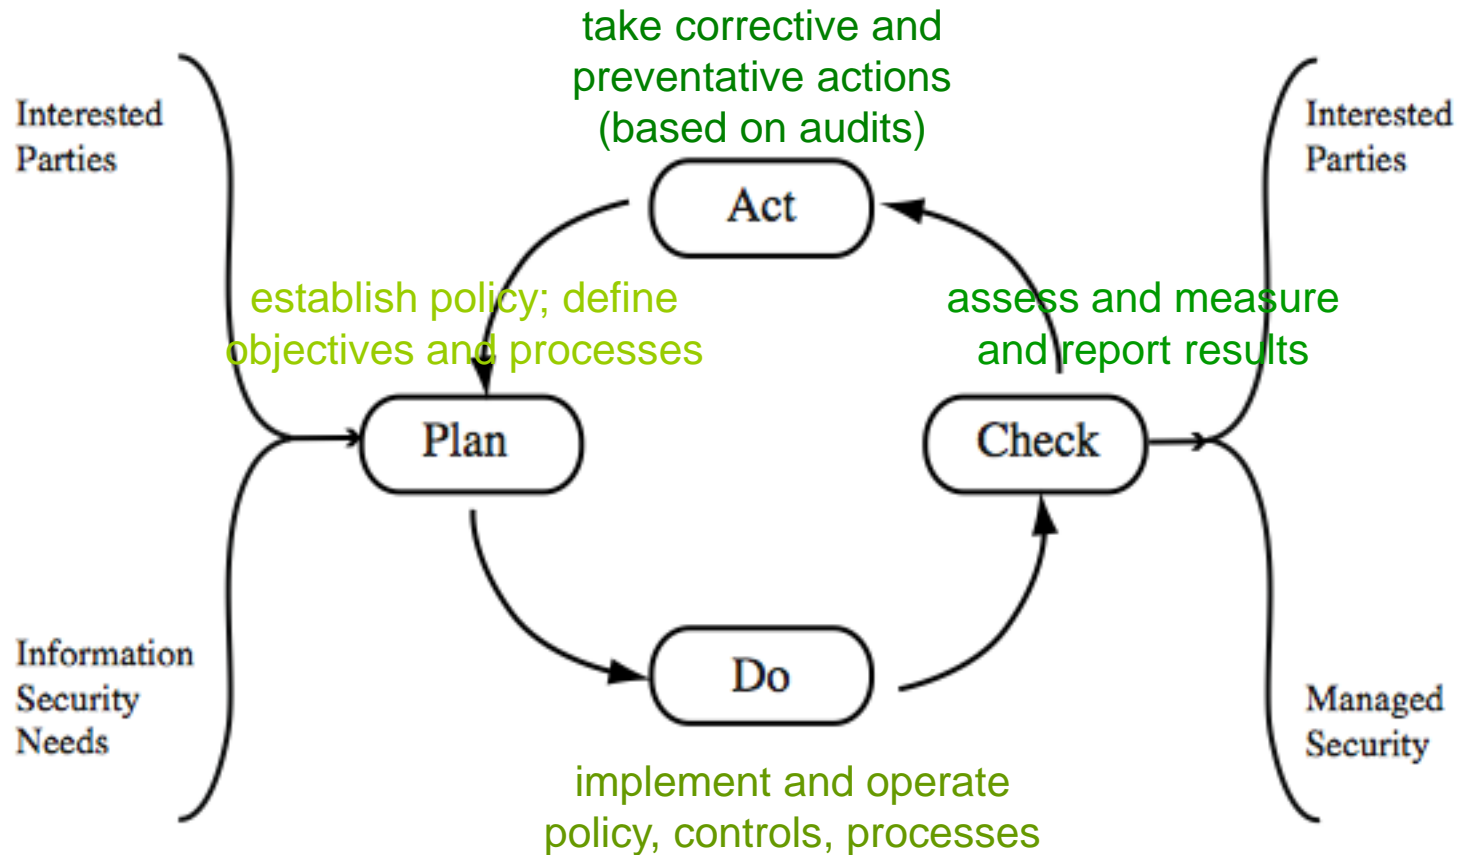 take corrective and
preventative actions
(based on audits)
Interested
Parties
Interested
Parties
Act
establish policy; define
objectives and processes
assess and measure
and report results
Plan
Check
Information
Security
Needs
Do
Managed
Security
implement and operate
policy, controls, processes